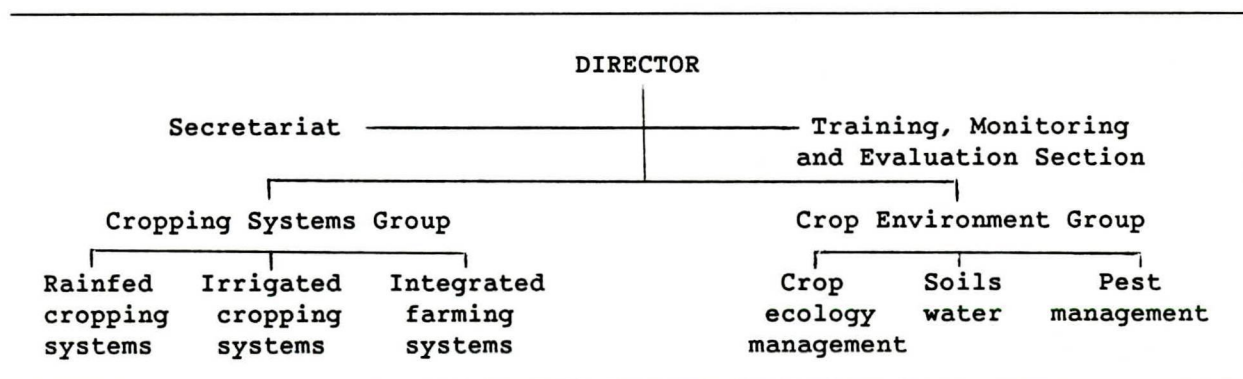 DIRECTOR
Secretariat
Training, Monitoring
and Evaluation Section
Cropping Systems Group
Crop Environment Group
Rainfed
cropping
systems
Irrigated
cropping
systems
Integrated
farming
systems
Crop
ecology
management
Soils
water
Pest
management